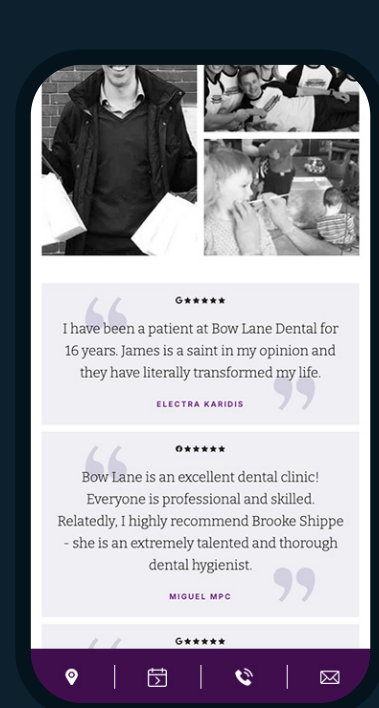 G★★★★★
I have been a patient at Bow Lane Dental for
16 years. James is a saint in my opinion and
they have literally transformed my life.
ELECTRA KARIDIS
★★★★★
Bow Lane is an excellent dental clinic!
Everyone is professional and skilled.
Relatedly, I highly recommend Brooke Shippe
- she is an extremely talented and thorough
dental hygienist.
MIGUEL MPC
G★★★★★